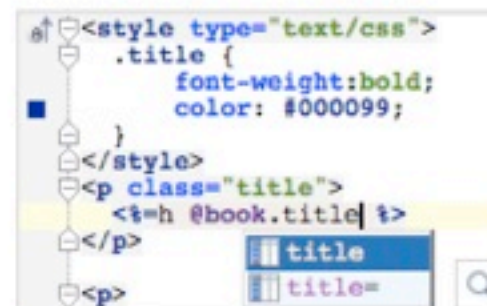 <style type="text/css">
.title {
font-weight:bold;
color: #000099;
}
</style>
<p class="title">
<%=h @book.title %>
</p>
title
title=
<p>